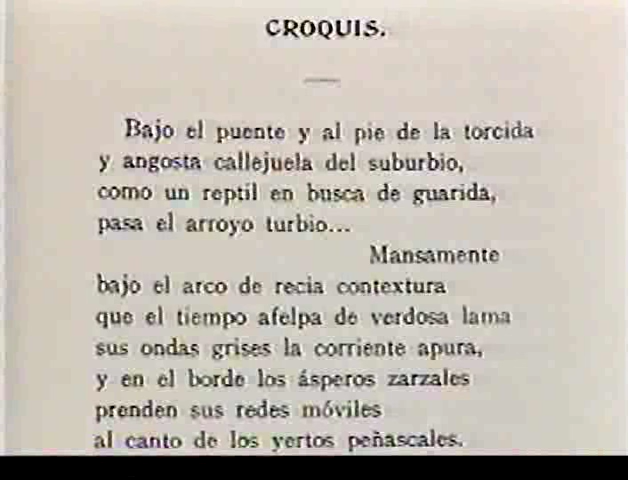 CROQUIS.
Bajo el puente y al pie de la torcida
y angosta callejuela del suburbio,
como un reptil en busca de guarida,
pasa el arroyo turbio...
Mansamente
bajo el arco de recia contextura
que el tiempo afelpa de verdosa lama
sus ondas grises la corriente apura,
y en el borde los ásperos zarzales
prenden sus redes móviles
al canto de los yertos peñascales.